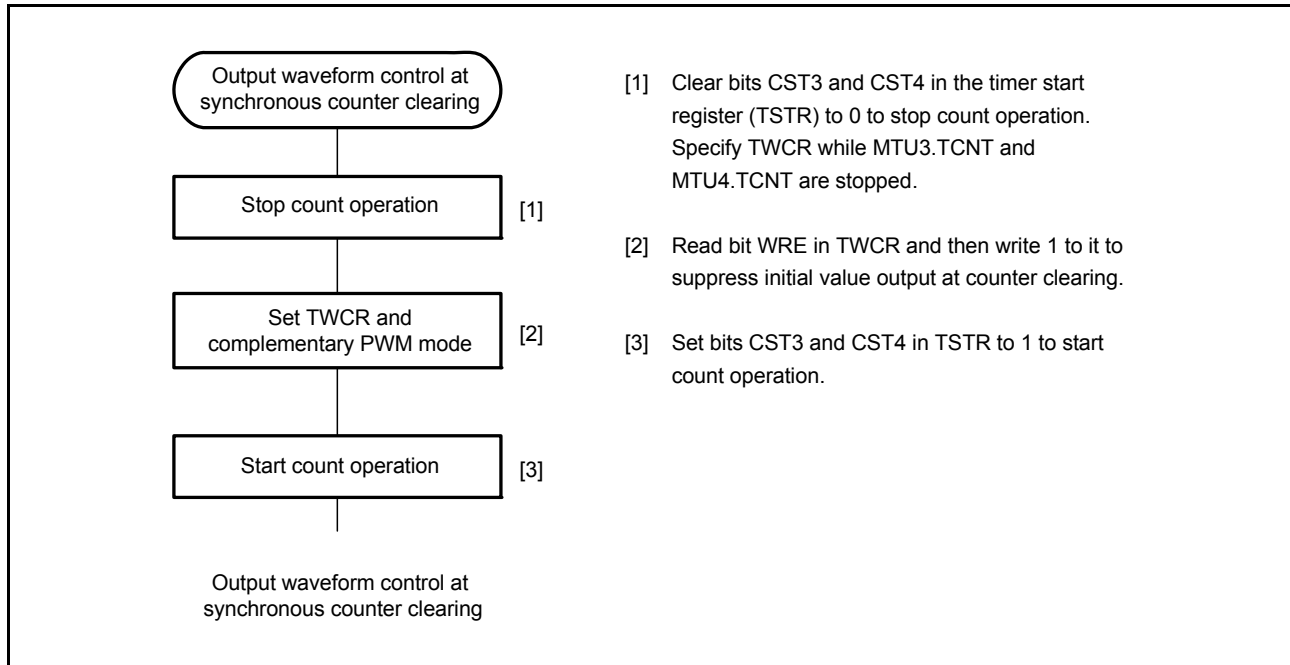 Output waveform control at
synchronous counter clearing
Stop count operation
[1]
Set TWCR and
complementary PWM mode
[2]
Start count operation
[3]
Output waveform control at
synchronous counter clearing
[1] Clear bits CST3 and CST4 in the timer start
register (TSTR) to 0 to stop count operation.
Specify TWCR while MTU3.TCNT and
MTU4.TCNT are stopped.
[2] Read bit WRE in TWCR and then write 1 to it to
suppress initial value output at counter clearing.
[3] Set bits CST3 and CST4 in TSTR to 1 to start
count operation.